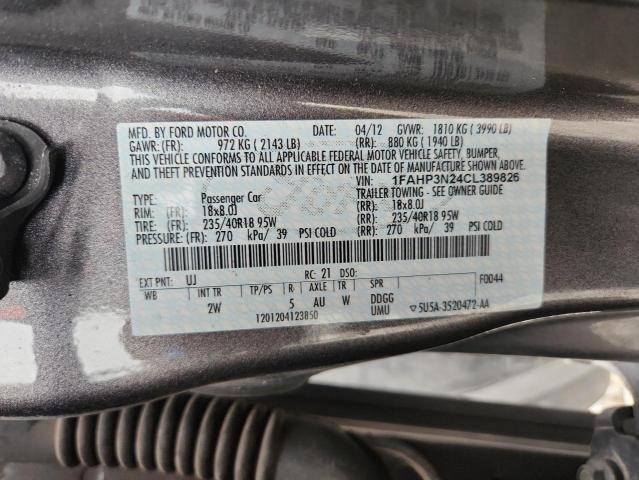 MFD. BY FORD MOTOR CO. DATE: 04/12 GVWR: 1810 KG ( 3990 LB)
GAWR: (FR): 972 KG ( 2143 LB) (RR): 880 KG ( 1940 LB)
THIS VEHICLE CONFORMS TO ALL APPLICABLE FEDERAL MOTOR VEHICLE SAFETY, BUMPER,
AND THEFT PREVENTION STANDARDS IN EFFECT ON THE DATE OF MANUFACTURE SHOWN ABOVE.
VIN: 1FAHP3N24CL389826
TYPE: Passenger Car TRAILER TOWING - SEE OWNER GUIDE
RIM: (FR): 18x8.0J (RR): 18x8.0J
TIRE: (FR): 235/40R18 95W (RR): 235/40R18 95W
PRESSURE: (FR) 270 kPa/ 39 PSI COLD (RR): 270 kPa/ 39 PSI COLD
EXT PNT: UJ RC: 21 DSO: F0044
WB INT TR TP/PS R AXLE TR SPR
2W 5 AU W DDGG
UMU
1201204123850 5U5A-3520472-AA